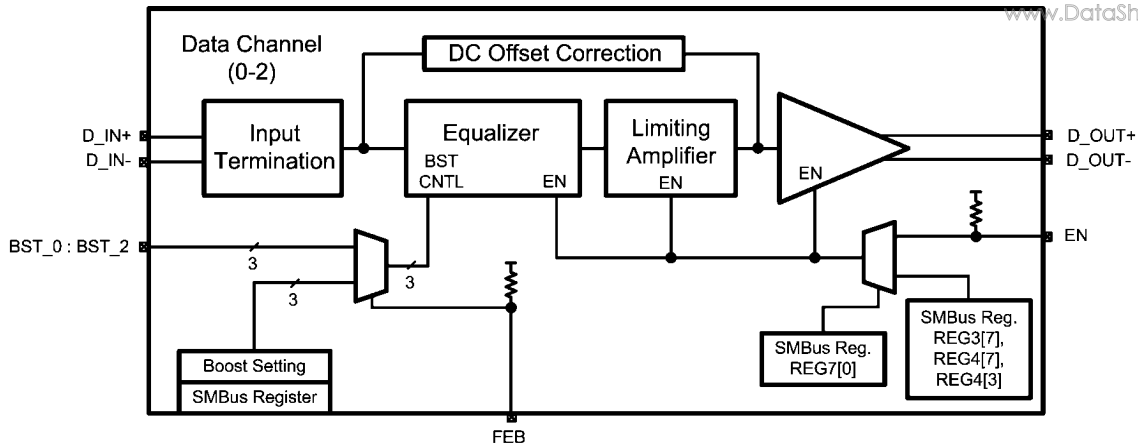 www.DataSh
Data Channel
(0-2)
DC Offset Correction
D_IN+
D_IN-
Input
Termination
Equalizer
BST
CNTL
EN
Limiting
Amplifier
EN
EN
D_OUT+
D_OUT-
BST_0 : BST_2
3
3
3
EN
Boost Setting
SMBus Register
SMBus Reg.
REG7[0]
SMBus Reg.
REG3[7],
REG4[7],
REG4[3]
FEB